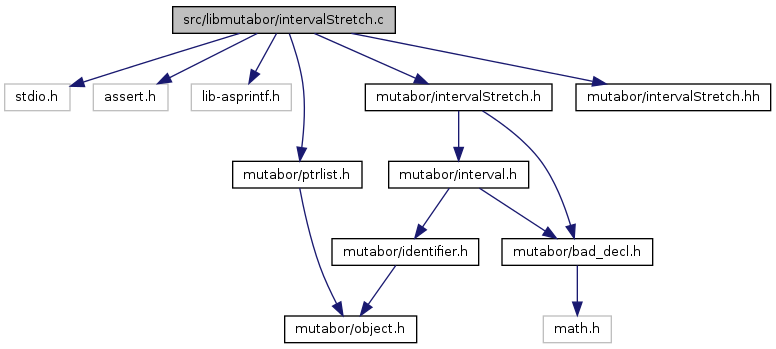 src/libmutabor/intervalStretch.c
stdio.h
assert.h
lib-asprintf.h
mutabor/intervalStretch.h
mutabor/intervalStretch.hh
mutabor/ptrlist.h
mutabor/interval.h
mutabor/identifier.h
mutabor/bad_decl.h
mutabor/object.h
math.h